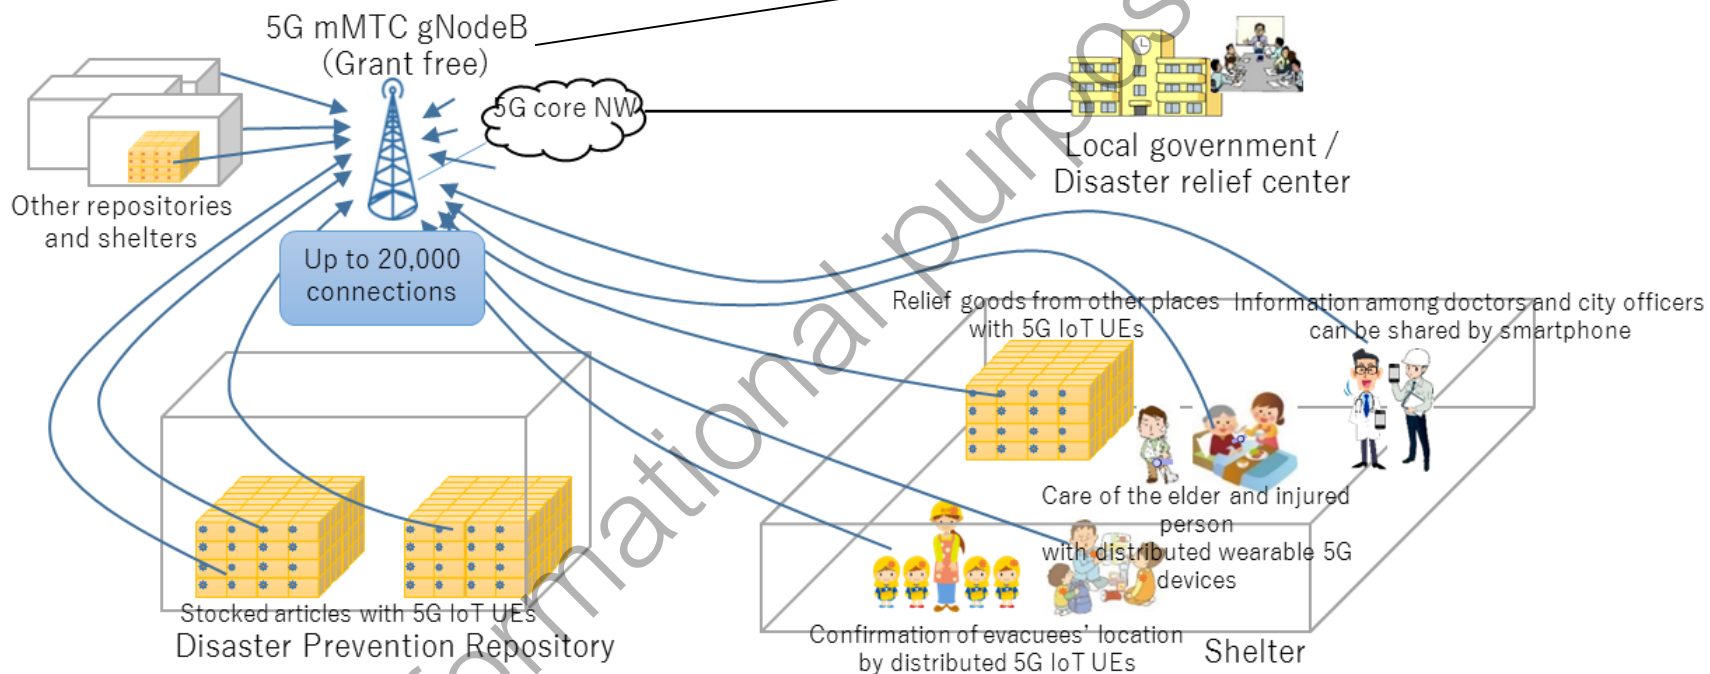 5G mMTC gNodeB
(Grant free)
5G core NW
Local government /
Disaster relief center
Other repositories
and shelters
Up to 20,000
connections
Relief goods from other places
with 5G IoT UEs
Information among doctors and city officers
can be shared by smartphone
Care of the elder and injured
person
with distributed wearable 5G
devices
Stocked articles with 5G IoT UEs
Disaster Prevention Repository
Confirmation of evacuees' location
by distributed 5G IoT UEs
Shelter
formational purpos